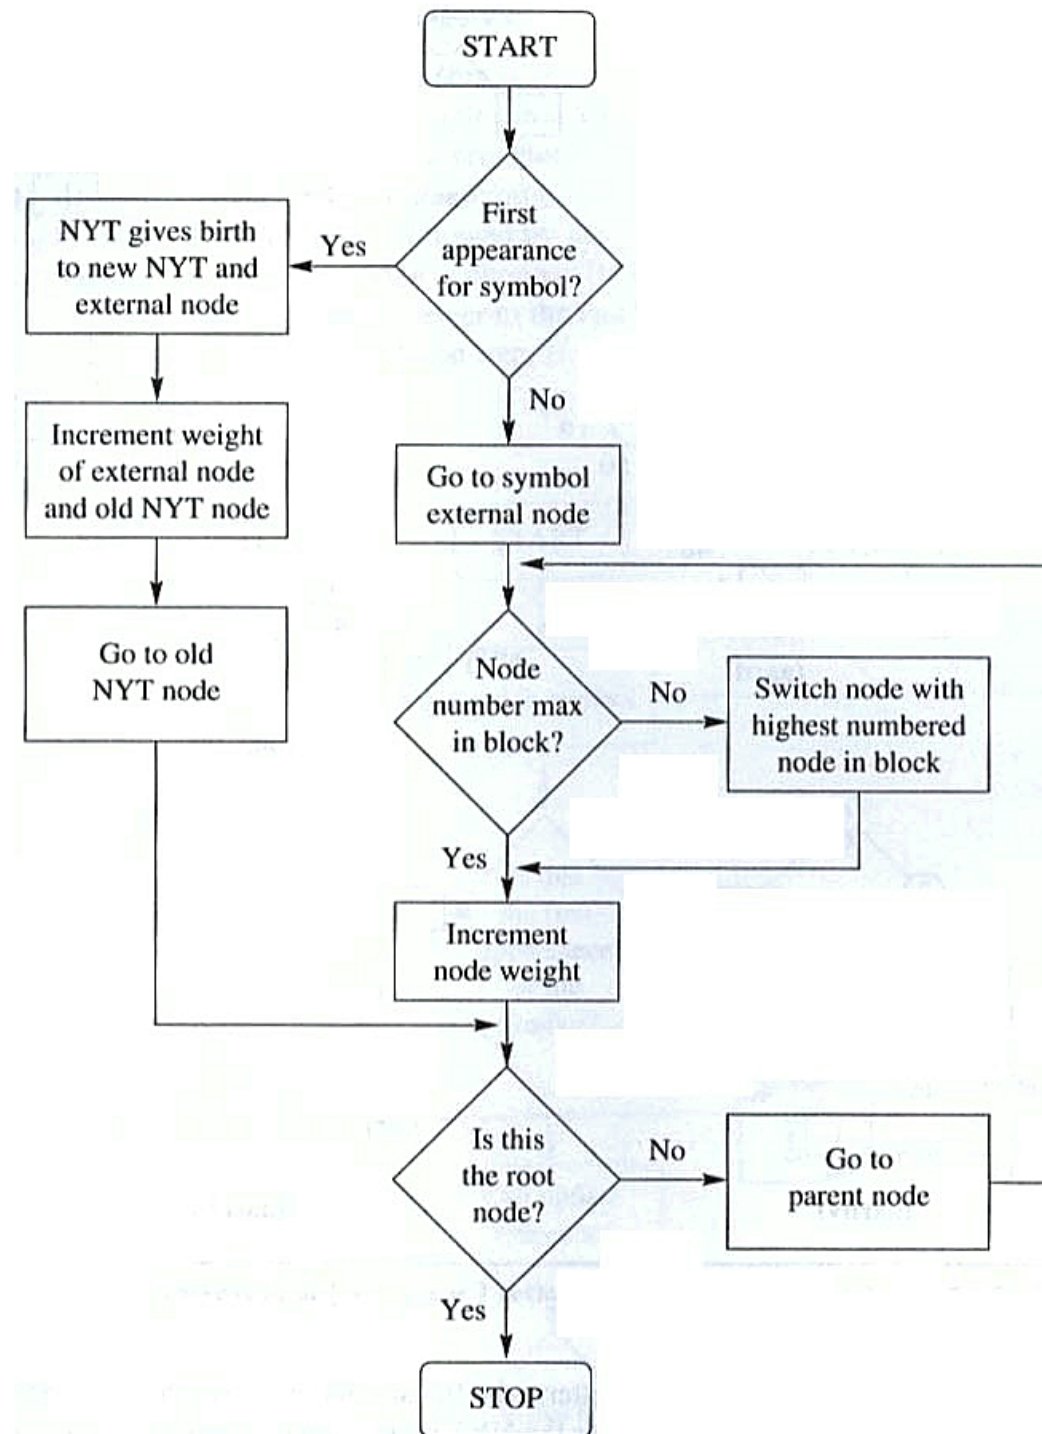 START
First
appearance
for symbol?
Yes
NYT gives birth
to new NYT and
external node
Increment weight
of external node
and old NYT node
Go to old
NYT node
No
Go to symbol
external node
Node
number max
in block?
No
Switch node with
highest numbered
node in block
Yes
Increment
node weight
Is this
the root
node?
No
Go to
parent node
Yes
STOP